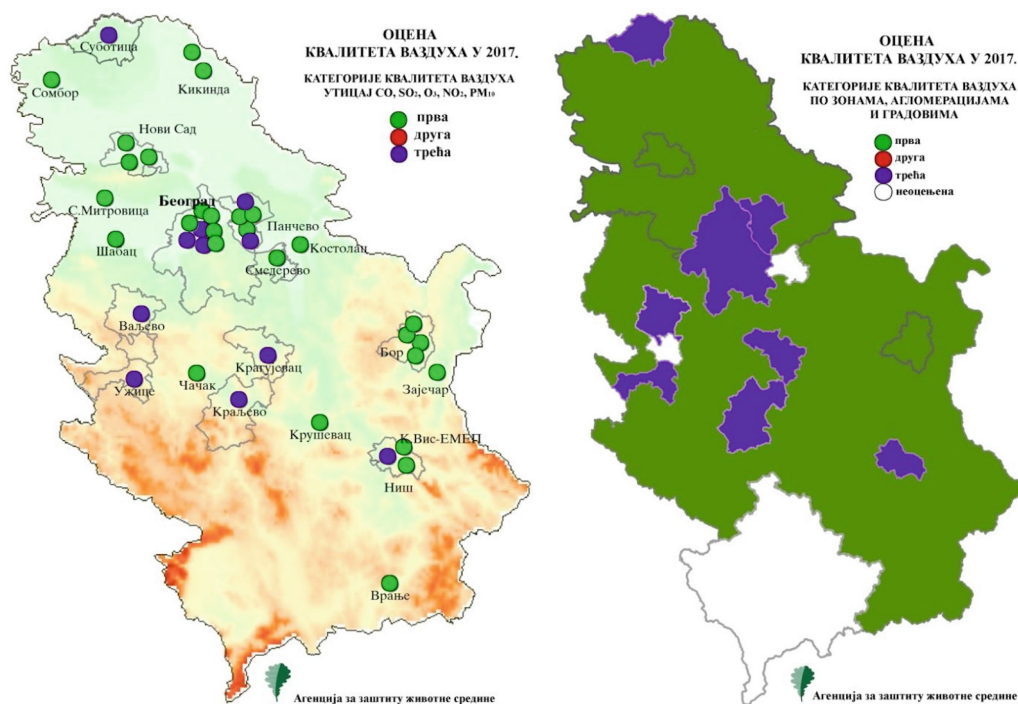 ОЦЕНА
КВАЛИТЕТА ВАЗДУХА У 2017.
КАТЕГОРИЈЕ КВАЛИТЕТА ВАЗДУХА
УТИЦАЈ CO, SO₂, O₃, NO₂, PM₁₀
прва
друга
трећа
Суботица
Сомбор
Кикинда
Нови Сад
С.Митровица
Београд
Панчево
Шабац
Костолац
Смедерево
Ваљево
Бор
Крагујевац
Ужице
Чачак
Зајечар
Краљево
Крушевац
К.Вис-ЕМЕП
Ниш
Врање
Агенција за заштиту животне средине
ОЦЕНА
КВАЛИТЕТА ВАЗДУХА У 2017.
КАТЕГОРИЈЕ КВАЛИТЕТА ВАЗДУХА
ПО ЗОНАМА, АГЛОМЕРАЦИЈАМА
И ГРАДОВИМА
прва
друга
трећа
неоцењена
Агенција за заштиту животне средине